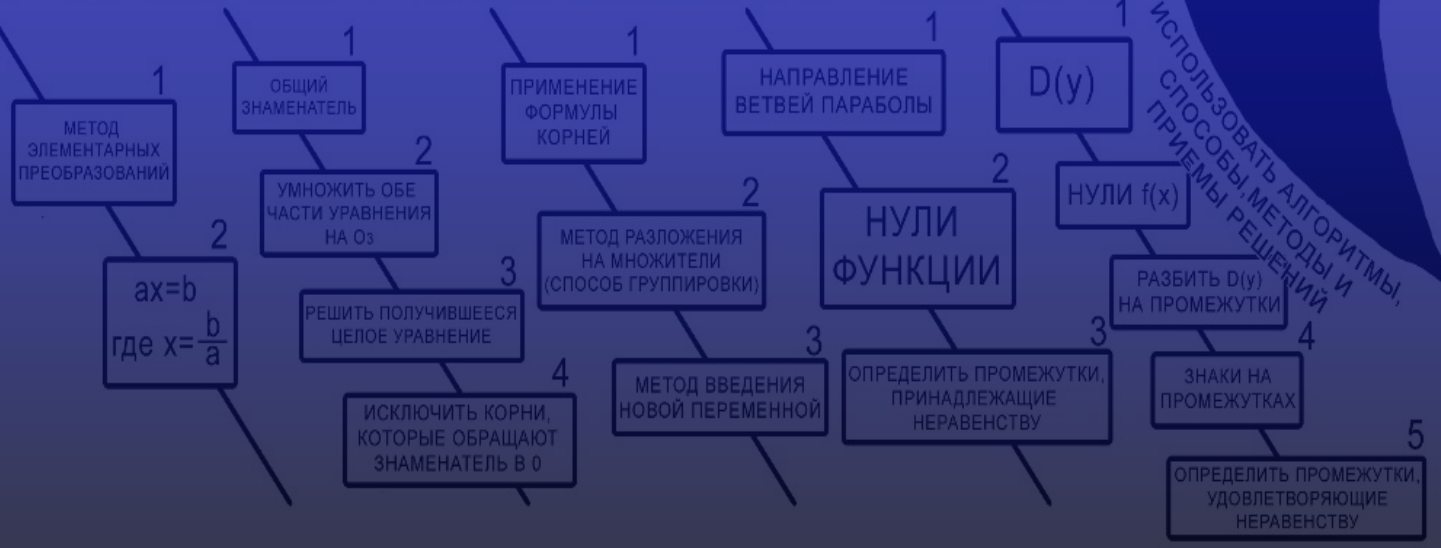 1
МЕТОД
ЭЛЕМЕНТАРНЫХ
ПРЕОБРАЗОВАНИЙ
2
ax=b
где x=b/a
1
ОБЩИЙ
ЗНАМЕНАТЕЛЬ
2
УМНОЖИТЬ ОБЕ
ЧАСТИ УРАВНЕНИЯ
НА Оз
3
РЕШИТЬ ПОЛУЧИВШЕЕСЯ
ЦЕЛОЕ УРАВНЕНИЕ
4
ИСКЛЮЧИТЬ КОРНИ,
КОТОРЫЕ ОБРАЩАЮТ
ЗНАМЕНАТЕЛЬ В 0
1
ПРИМЕНЕНИЕ
ФОРМУЛЫ
КОРНЕЙ
2
МЕТОД РАЗЛОЖЕНИЯ
НА МНОЖИТЕЛИ
(СПОСОБ ГРУППИРОВКИ)
3
МЕТОД ВВЕДЕНИЯ
НОВОЙ ПЕРЕМЕННОЙ
1
НАПРАВЛЕНИЕ
ВЕТВЕЙ ПАРАБОЛЫ
2
НУЛИ
ФУНКЦИИ
3
ОПРЕДЕЛИТЬ ПРОМЕЖУТКИ,
ПРИНАДЛЕЖАЩИЕ
НЕРАВЕНСТВУ
1
D(y)
НУЛИ f(x)
РАЗБИТЬ D(y)
НА ПРОМЕЖУТКИ
4
ЗНАКИ НА
ПРОМЕЖУТКАХ
5
ОПРЕДЕЛИТЬ ПРОМЕЖУТКИ,
УДОВЛЕТВОРЯЮЩИЕ
НЕРАВЕНСТВУ
ИСПОЛЬЗОВАТЬ АЛГОРИТМЫ,
СПОСОБЫ, МЕТОДЫ И
ПРИЕМЫ РЕШЕНИЙ